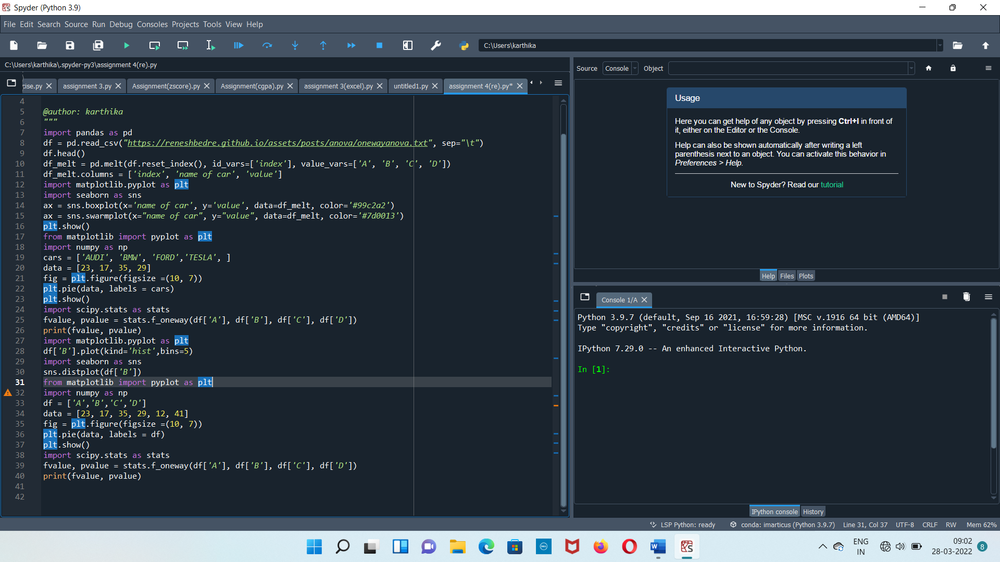 Spyder (Python 3.9)
File Edit Search Source Run Debug Consoles Projects Tools View Help
C:\Users\karthika
C:\Users\karthika\.spyder-py3\assignment 4(re).py
cise.py assignment 3.py Assignment(zscore).py Assignment(cgpa).py assignment 3(excel).py untitled1.py assignment 4(re).py*
4
5 @author: karthika
6 """
7 import pandas as pd
8 df = pd.read_csv("https://reneshbedre.github.io/assets/posts/anova/onewayanova.txt", sep="\t")
9 df.head()
10 df_melt = pd.melt(df.reset_index(), id_vars=['index'], value_vars=['A', 'B', 'C', 'D'])
11 df_melt.columns = ['index', 'name of car', 'value']
12 import matplotlib.pyplot as plt
13 import seaborn as sns
14 ax = sns.boxplot(x='name of car', y='value', data=df_melt, color='#99c2a2')
15 ax = sns.swarmplot(x="name of car", y="value", data=df_melt, color='#7d0013')
16 plt.show()
17 from matplotlib import pyplot as plt
18 import numpy as np
19 cars = ['AUDI', 'BMW', 'FORD','TESLA', ]
20 data = [23, 17, 35, 29]
21 fig = plt.figure(figsize =(10, 7))
22 plt.pie(data, labels = cars)
23 plt.show()
24 import scipy.stats as stats
25 fvalue, pvalue = stats.f_oneway(df['A'], df['B'], df['C'], df['D'])
26 print(fvalue, pvalue)
27 import matplotlib.pyplot as plt
28 df['B'].plot(kind='hist',bins=5)
29 import seaborn as sns
30 sns.distplot(df['B'])
31 from matplotlib import pyplot as plt
32 import numpy as np
33 df = ['A','B','C','D']
34 data = [23, 17, 35, 29, 12, 41]
35 fig = plt.figure(figsize =(10, 7))
36 plt.pie(data, labels = df)
37 plt.show()
38 import scipy.stats as stats
39 fvalue, pvalue = stats.f_oneway(df['A'], df['B'], df['C'], df['D'])
40 print(fvalue, pvalue)
41
42
Source Console Object
Usage
Here you can get help of any object by pressing Ctrl+I in front of
it, either on the Editor or the Console.
Help can also be shown automatically after writing a left
parenthesis next to an object. You can activate this behavior in
Preferences > Help.
New to Spyder? Read our tutorial
Help Files Plots
Console 1/A
Python 3.9.7 (default, Sep 16 2021, 16:59:28) [MSC v.1916 64 bit (AMD64)]
Type "copyright", "credits" or "license" for more information.
IPython 7.29.0 -- An enhanced Interactive Python.
In [1]:
IPython console History
LSP Python: ready conda: imarticus (Python 3.9.7) Line 31, Col 37 UTF-8 CRLF RW Mem 62%
DELL
W
ENG
IN
09:02
28-03-2022
8